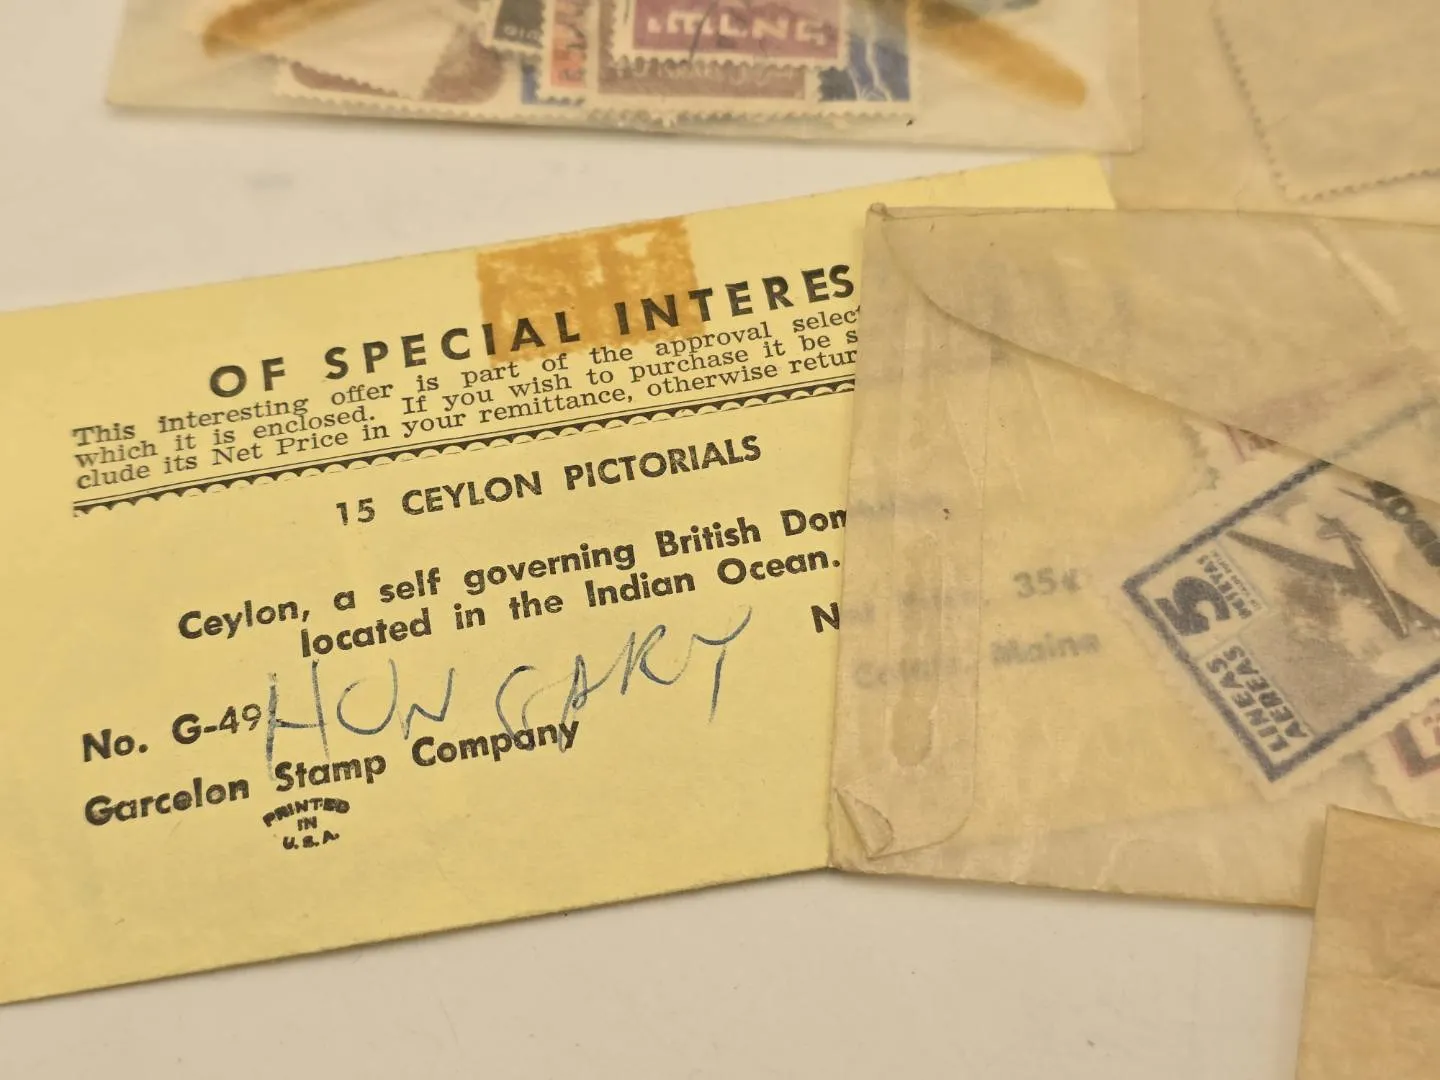 OF SPECIAL INTERES
This interesting offer is part of the approval selec
which it is enclosed. If you wish to purchase it be s
clude its Net Price in your remittance, otherwise retur
15 CEYLON PICTORIALS
Ceylon, a self governing British Dom
located in the Indian Ocean.
No. G-49
HUNGARY
Net Price, 35¢
Garcelon Stamp Company
Calais, Maine
PRINTED
IN
U.S.A.
5
LINEAS
AEREAS